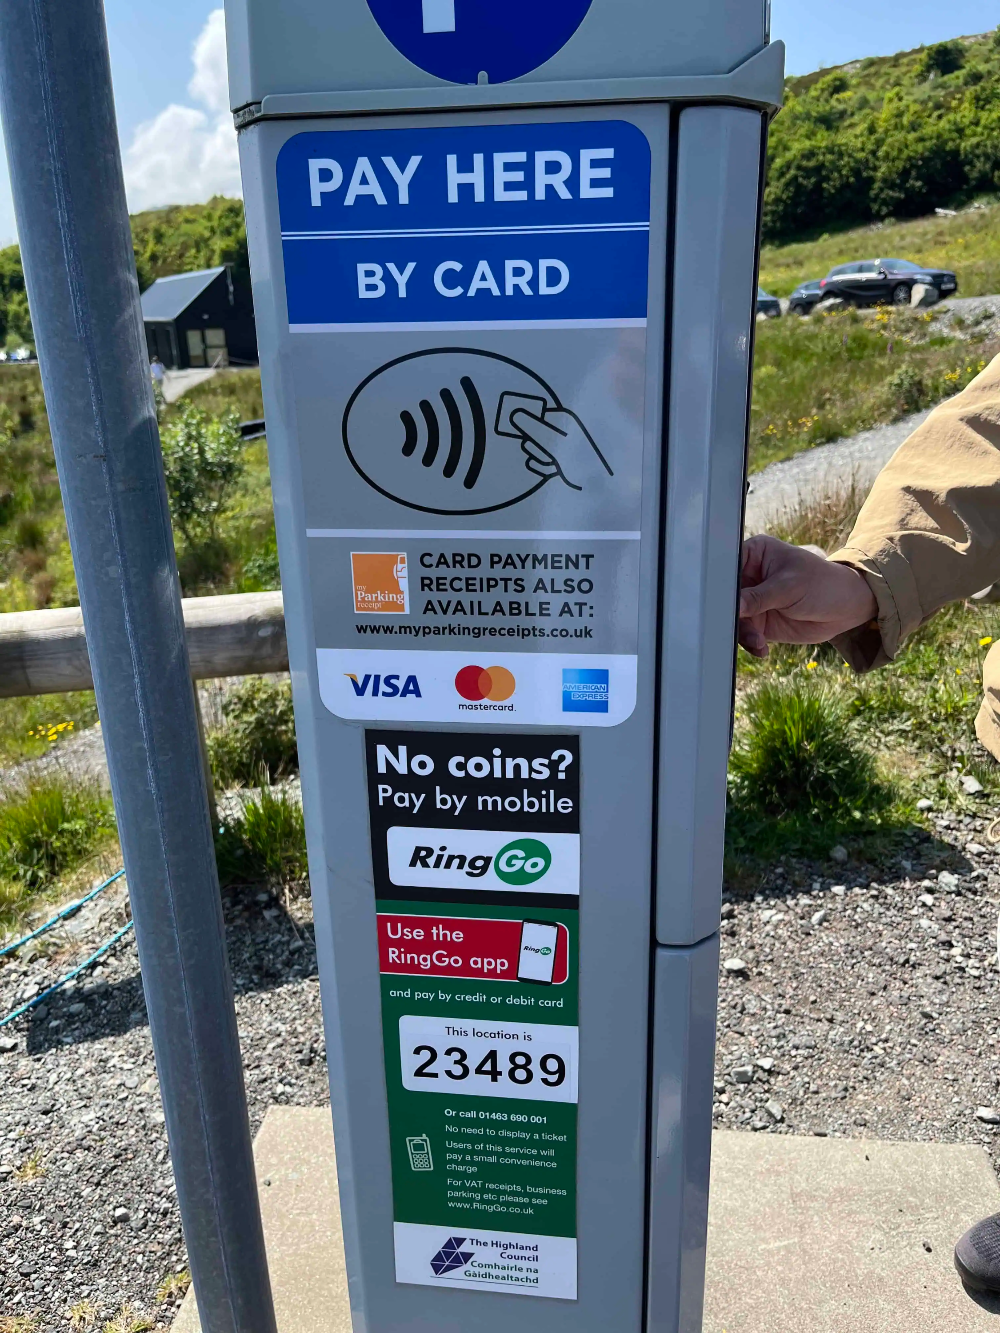 PAY HERE
BY CARD
my
Parking
receipt
CARD PAYMENT
RECEIPTS ALSO
AVAILABLE AT:
www.myparkingreceipts.co.uk
VISA
mastercard.
AMERICAN
EXPRESS
No coins?
Pay by mobile
RingGo
Use the
RingGo app
RingGo
and pay by credit or debit card
This location is
23489
Or call 01463 690 001
No need to display a ticket
Users of this service will
pay a small convenience
charge
For VAT receipts, business
parking etc please see
www.RingGo.co.uk
The Highland
Council
Comhairle na
Gàidhealtachd